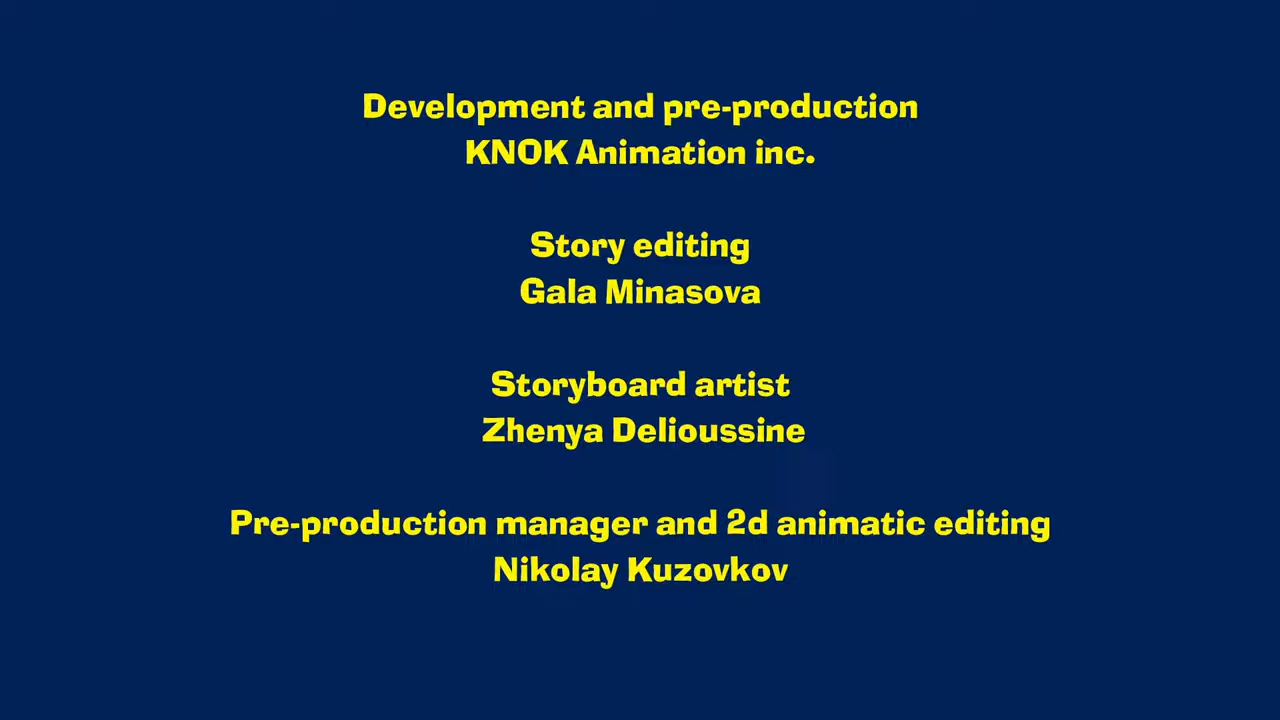 Development and pre-production
KNOK Animation inc.
Story editing
Gala Minasova
Storyboard artist
Zhenya Delioussine
Pre-production manager and 2d animatic editing
Nikolay Kuzovkov